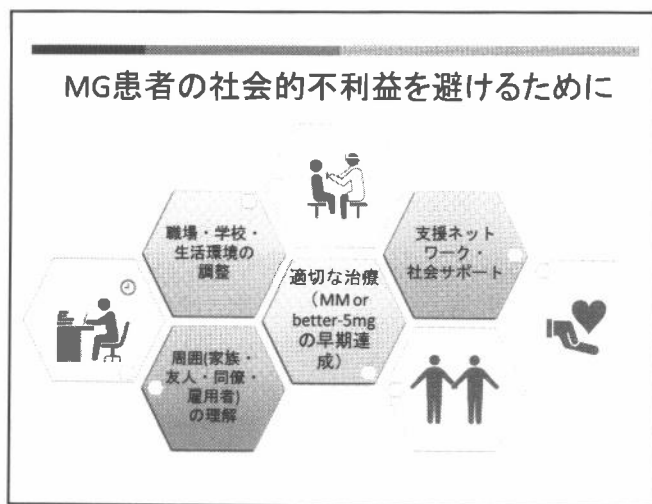 MG患者の社会的不利益を避けるために
職場・学校・
生活環境の
調整
適切な治療
（MM or
better-5mg
の早期達
成）
支援ネット
ワーク・
社会サポート
周囲(家族・
友人・同僚・
雇用者)
の理解